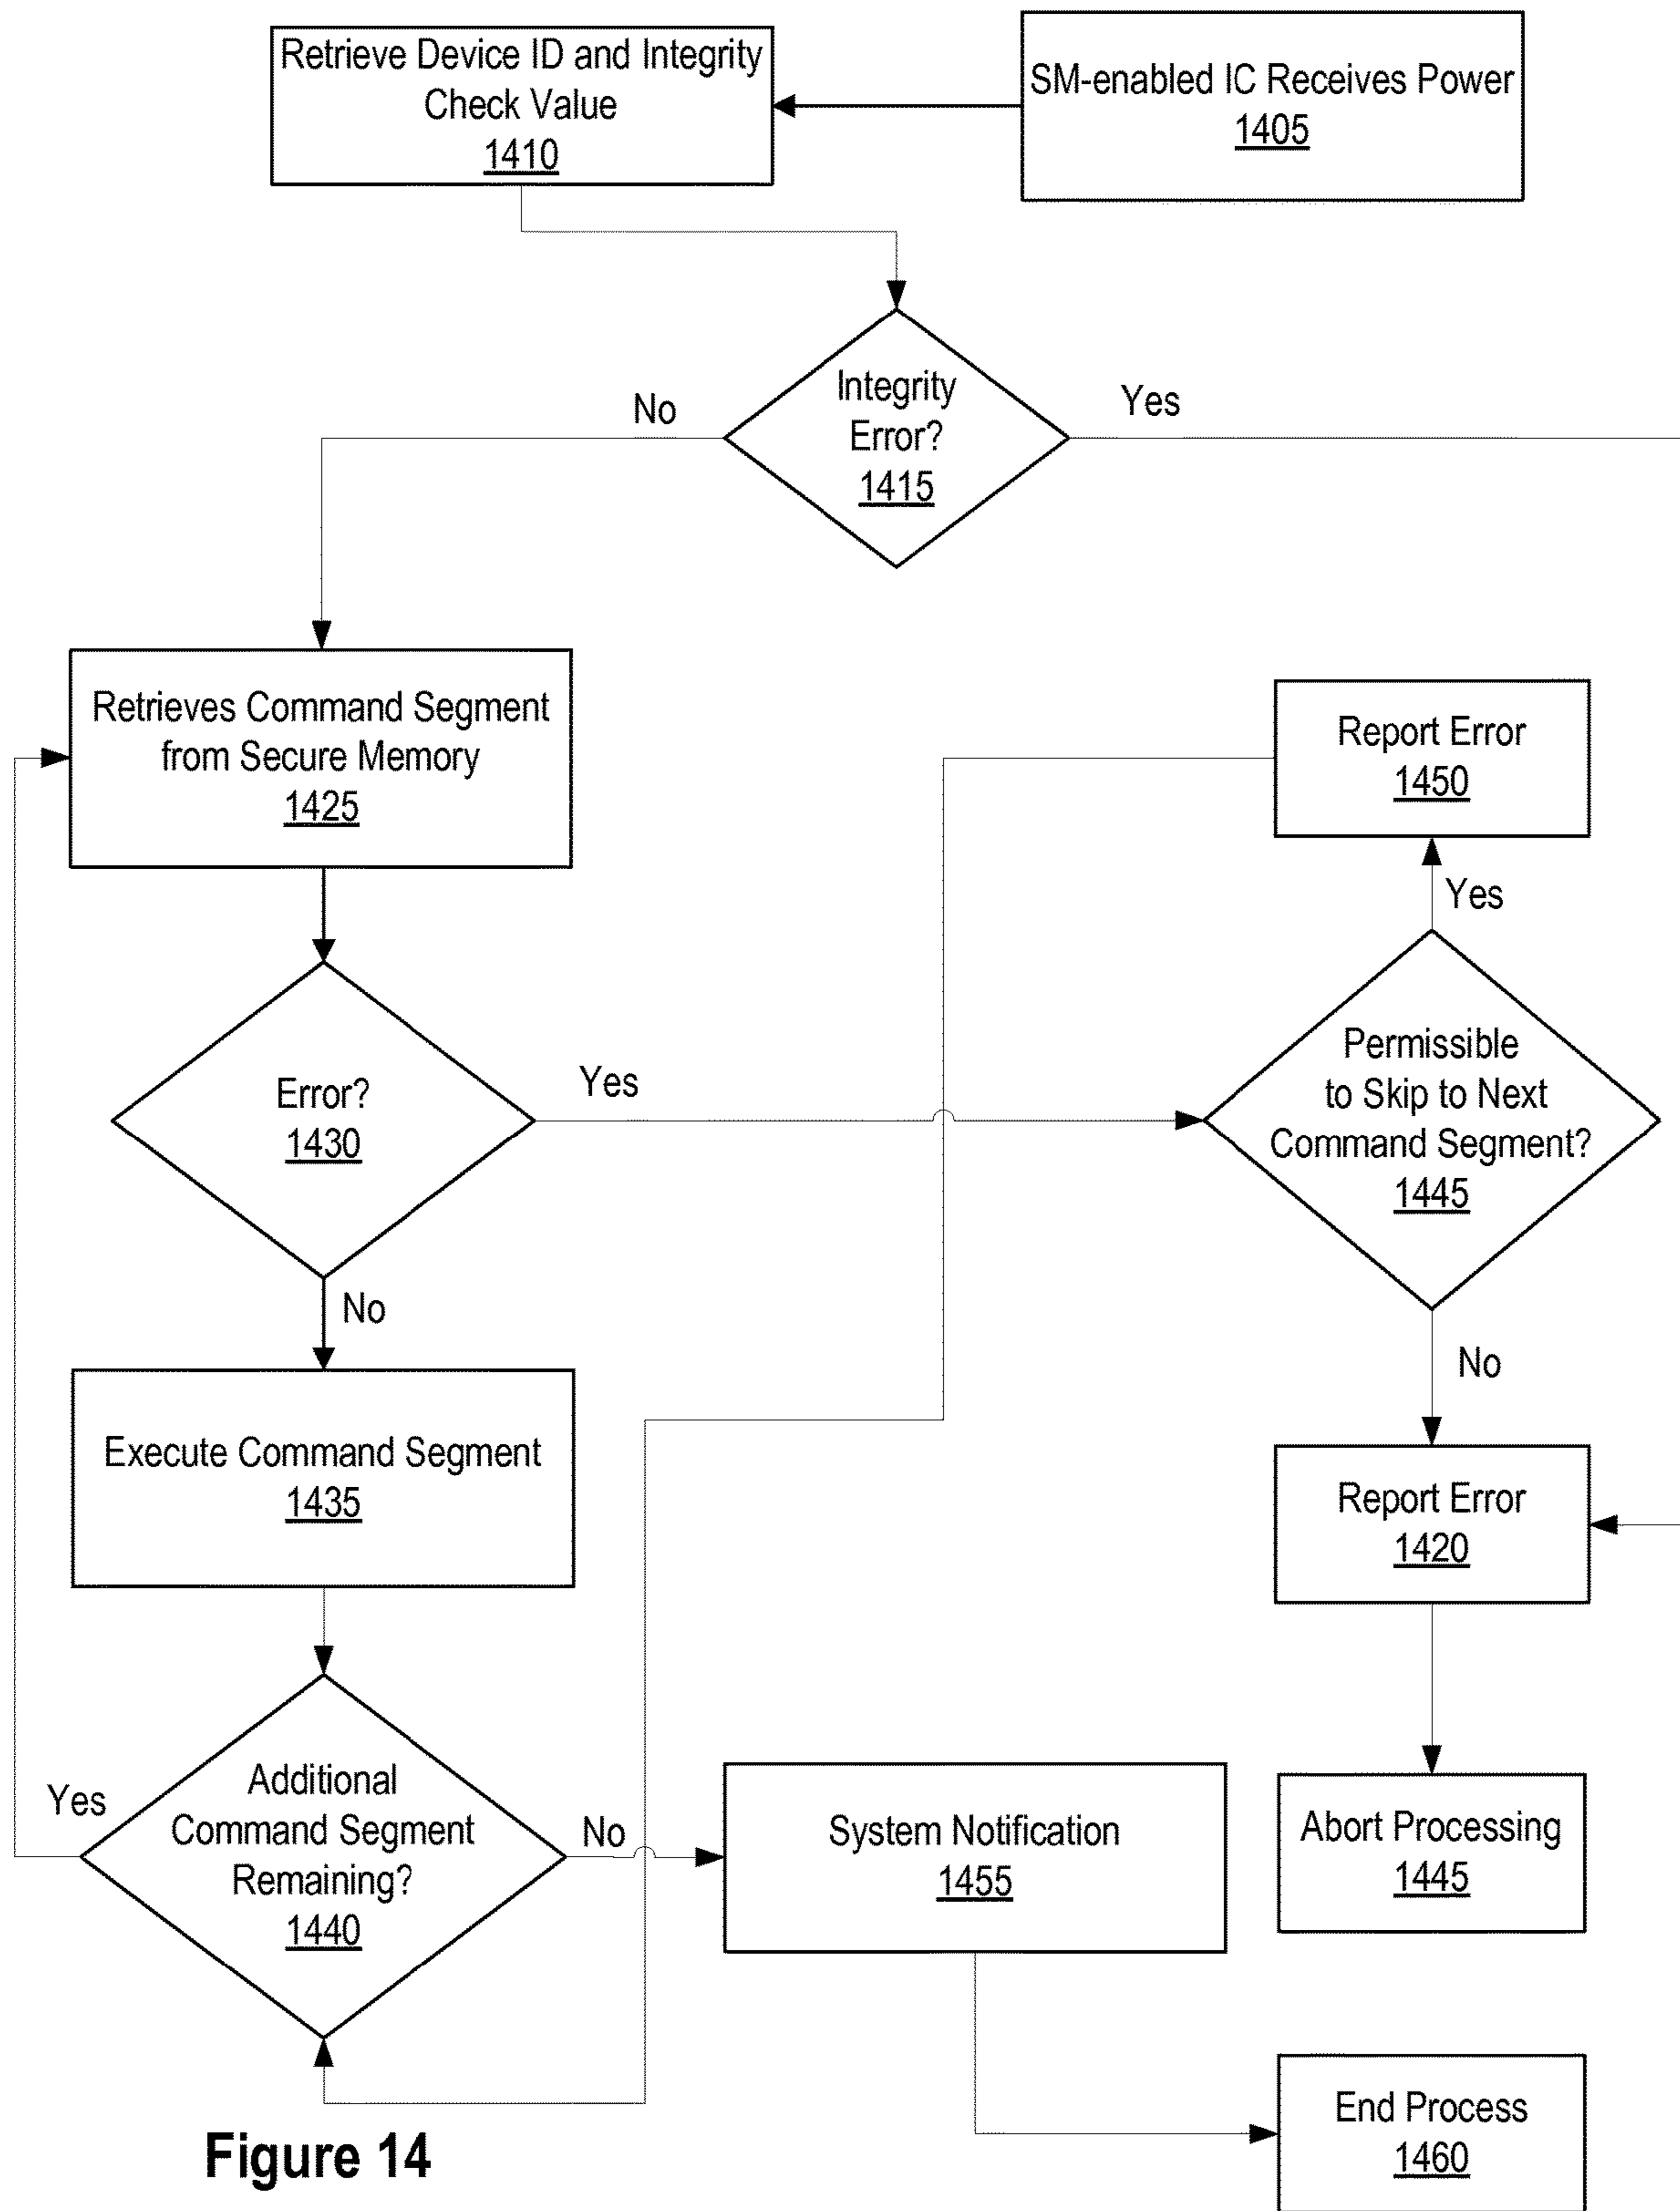 Retrieve Device ID and Integrity
Check Value
1410
SM-enabled IC Receives Power
1405
Integrity
Error?
1415
No
Yes
Retrieves Command Segment
from Secure Memory
1425
Report Error
1450
Yes
Error?
1430
Yes
Permissible
to Skip to Next
Command Segment?
1445
No
No
Execute Command Segment
1435
Report Error
1420
Additional
Command Segment
Remaining?
1440
Yes
No
System Notification
1455
Abort Processing
1445
End Process
1460
Figure 14